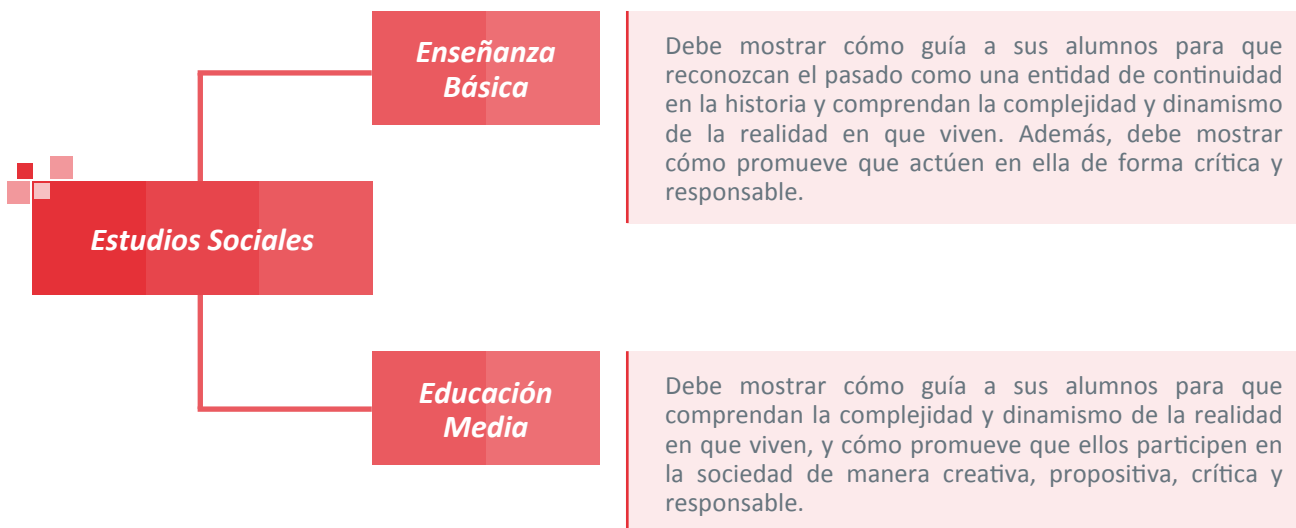 Enseñanza
Básica
Debe mostrar cómo guía a sus alumnos para que
reconozcan el pasado como una entidad de continuidad
en la historia y comprendan la complejidad y dinamismo
de la realidad en que viven. Además, debe mostrar
cómo promueve que actúen en ella de forma crítica y
responsable.
Estudios Sociales
Educación
Media
Debe mostrar cómo guía a sus alumnos para que
comprendan la complejidad y dinamismo de la realidad
en que viven, y cómo promueve que ellos participen en
la sociedad de manera creativa, propositiva, crítica y
responsable.